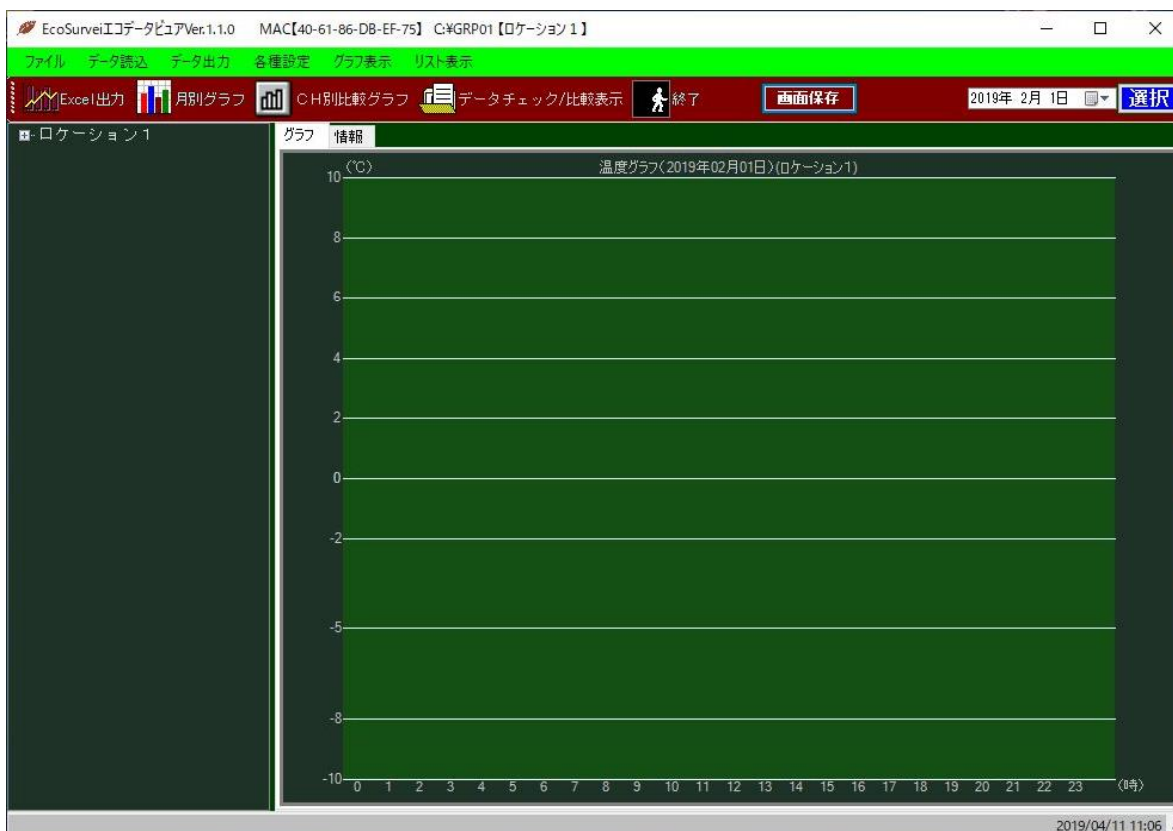 EcoSurveiエコデータビュアVer.1.1.0 MAC【40-61-86-DB-EF-75】 C:¥GRP01【ロケーション1】
ファイル データ読込 データ出力 各種設定 グラフ表示 リスト表示
Excel出力 月別グラフ CH別比較グラフ データチェック/比較表示 終了 画面保存 2019年 2月 1日 選択
ロケーション1
グラフ 情報
(℃) 温度グラフ(2019年02月01日)(ロケーション1)
10
8
6
4
2
0
-2
-5
-8
-10
0 1 2 3 4 5 6 7 8 9 10 11 12 13 14 15 16 17 18 19 20 21 22 23 (時)
2019/04/11 11:06